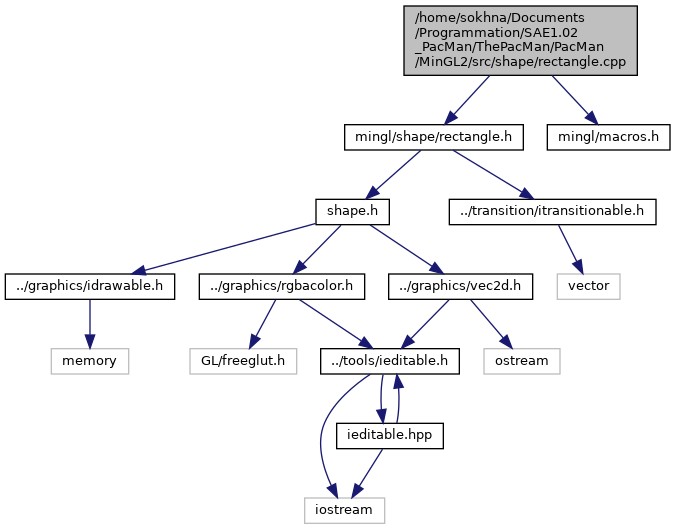 /home/sokhna/Documents
/Programmation/SAE1.02
_PacMan/ThePacMan/PacMan
/MinGL2/src/shape/rectangle.cpp
mingl/shape/rectangle.h
mingl/macros.h
shape.h
../transition/itransitionable.h
../graphics/idrawable.h
../graphics/rgbacolor.h
../graphics/vec2d.h
vector
memory
GL/freeglut.h
../tools/ieditable.h
ostream
ieditable.hpp
iostream